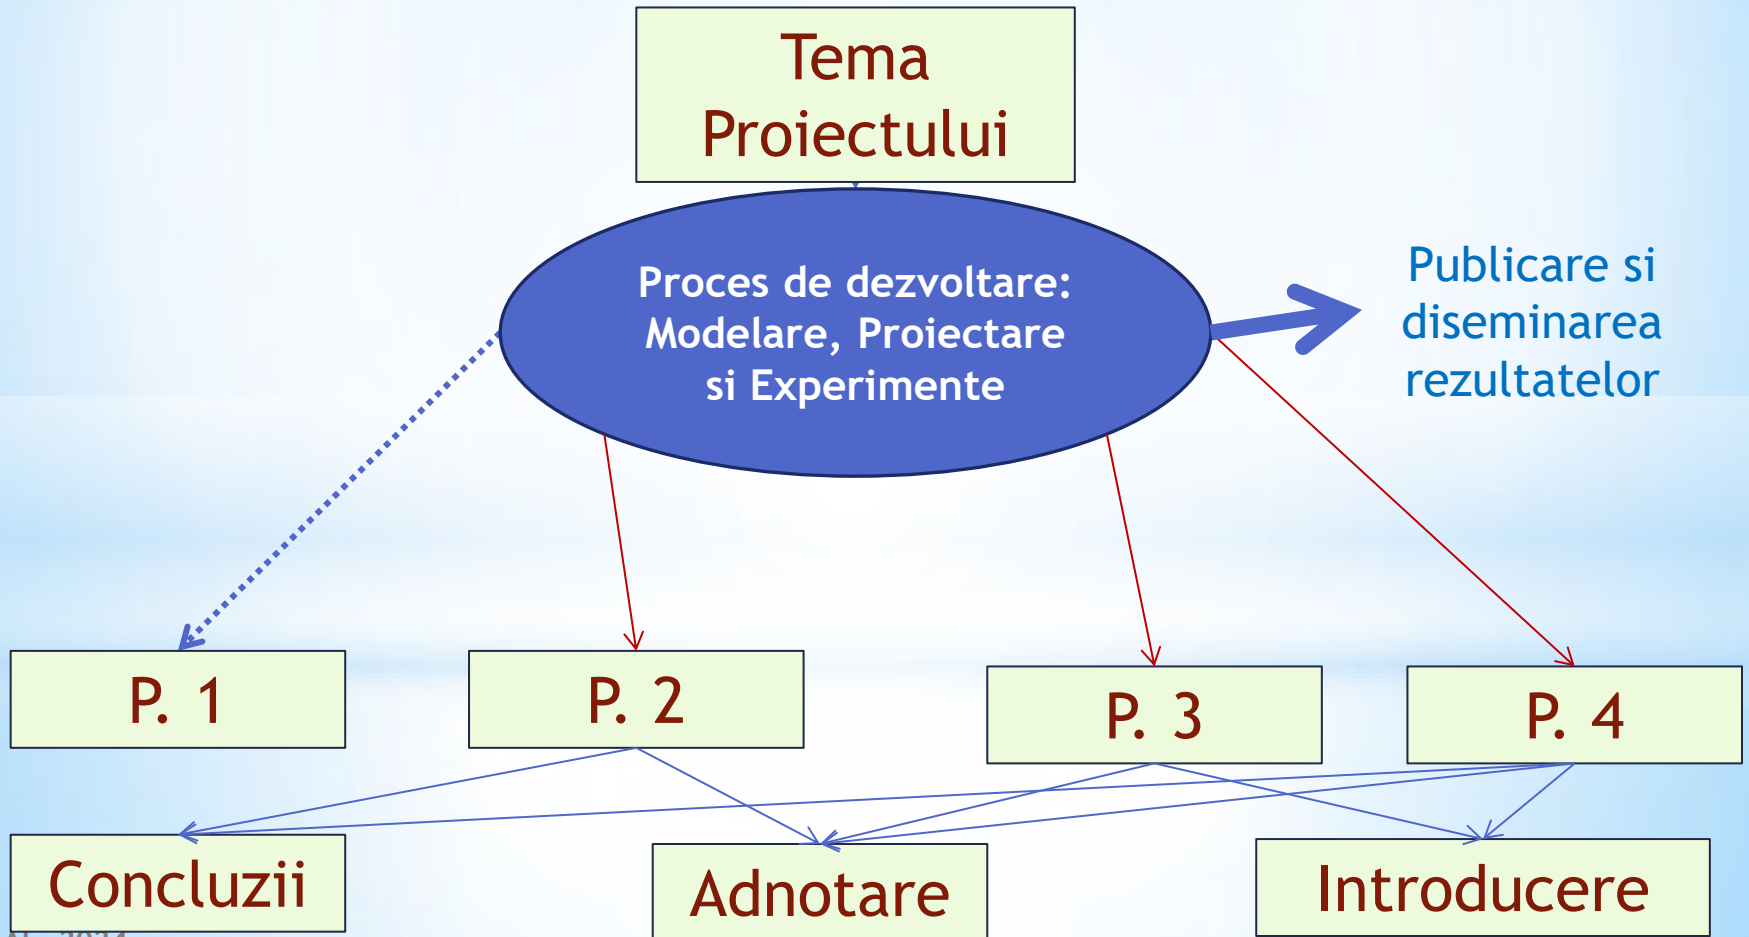 Tema
Proiectului
Proces de dezvoltare:
Modelare, Proiectare
si Experimente
Publicare si
diseminarea
rezultatelor
P. 1
P. 2
P. 3
P. 4
Concluzii
Adnotare
Introducere